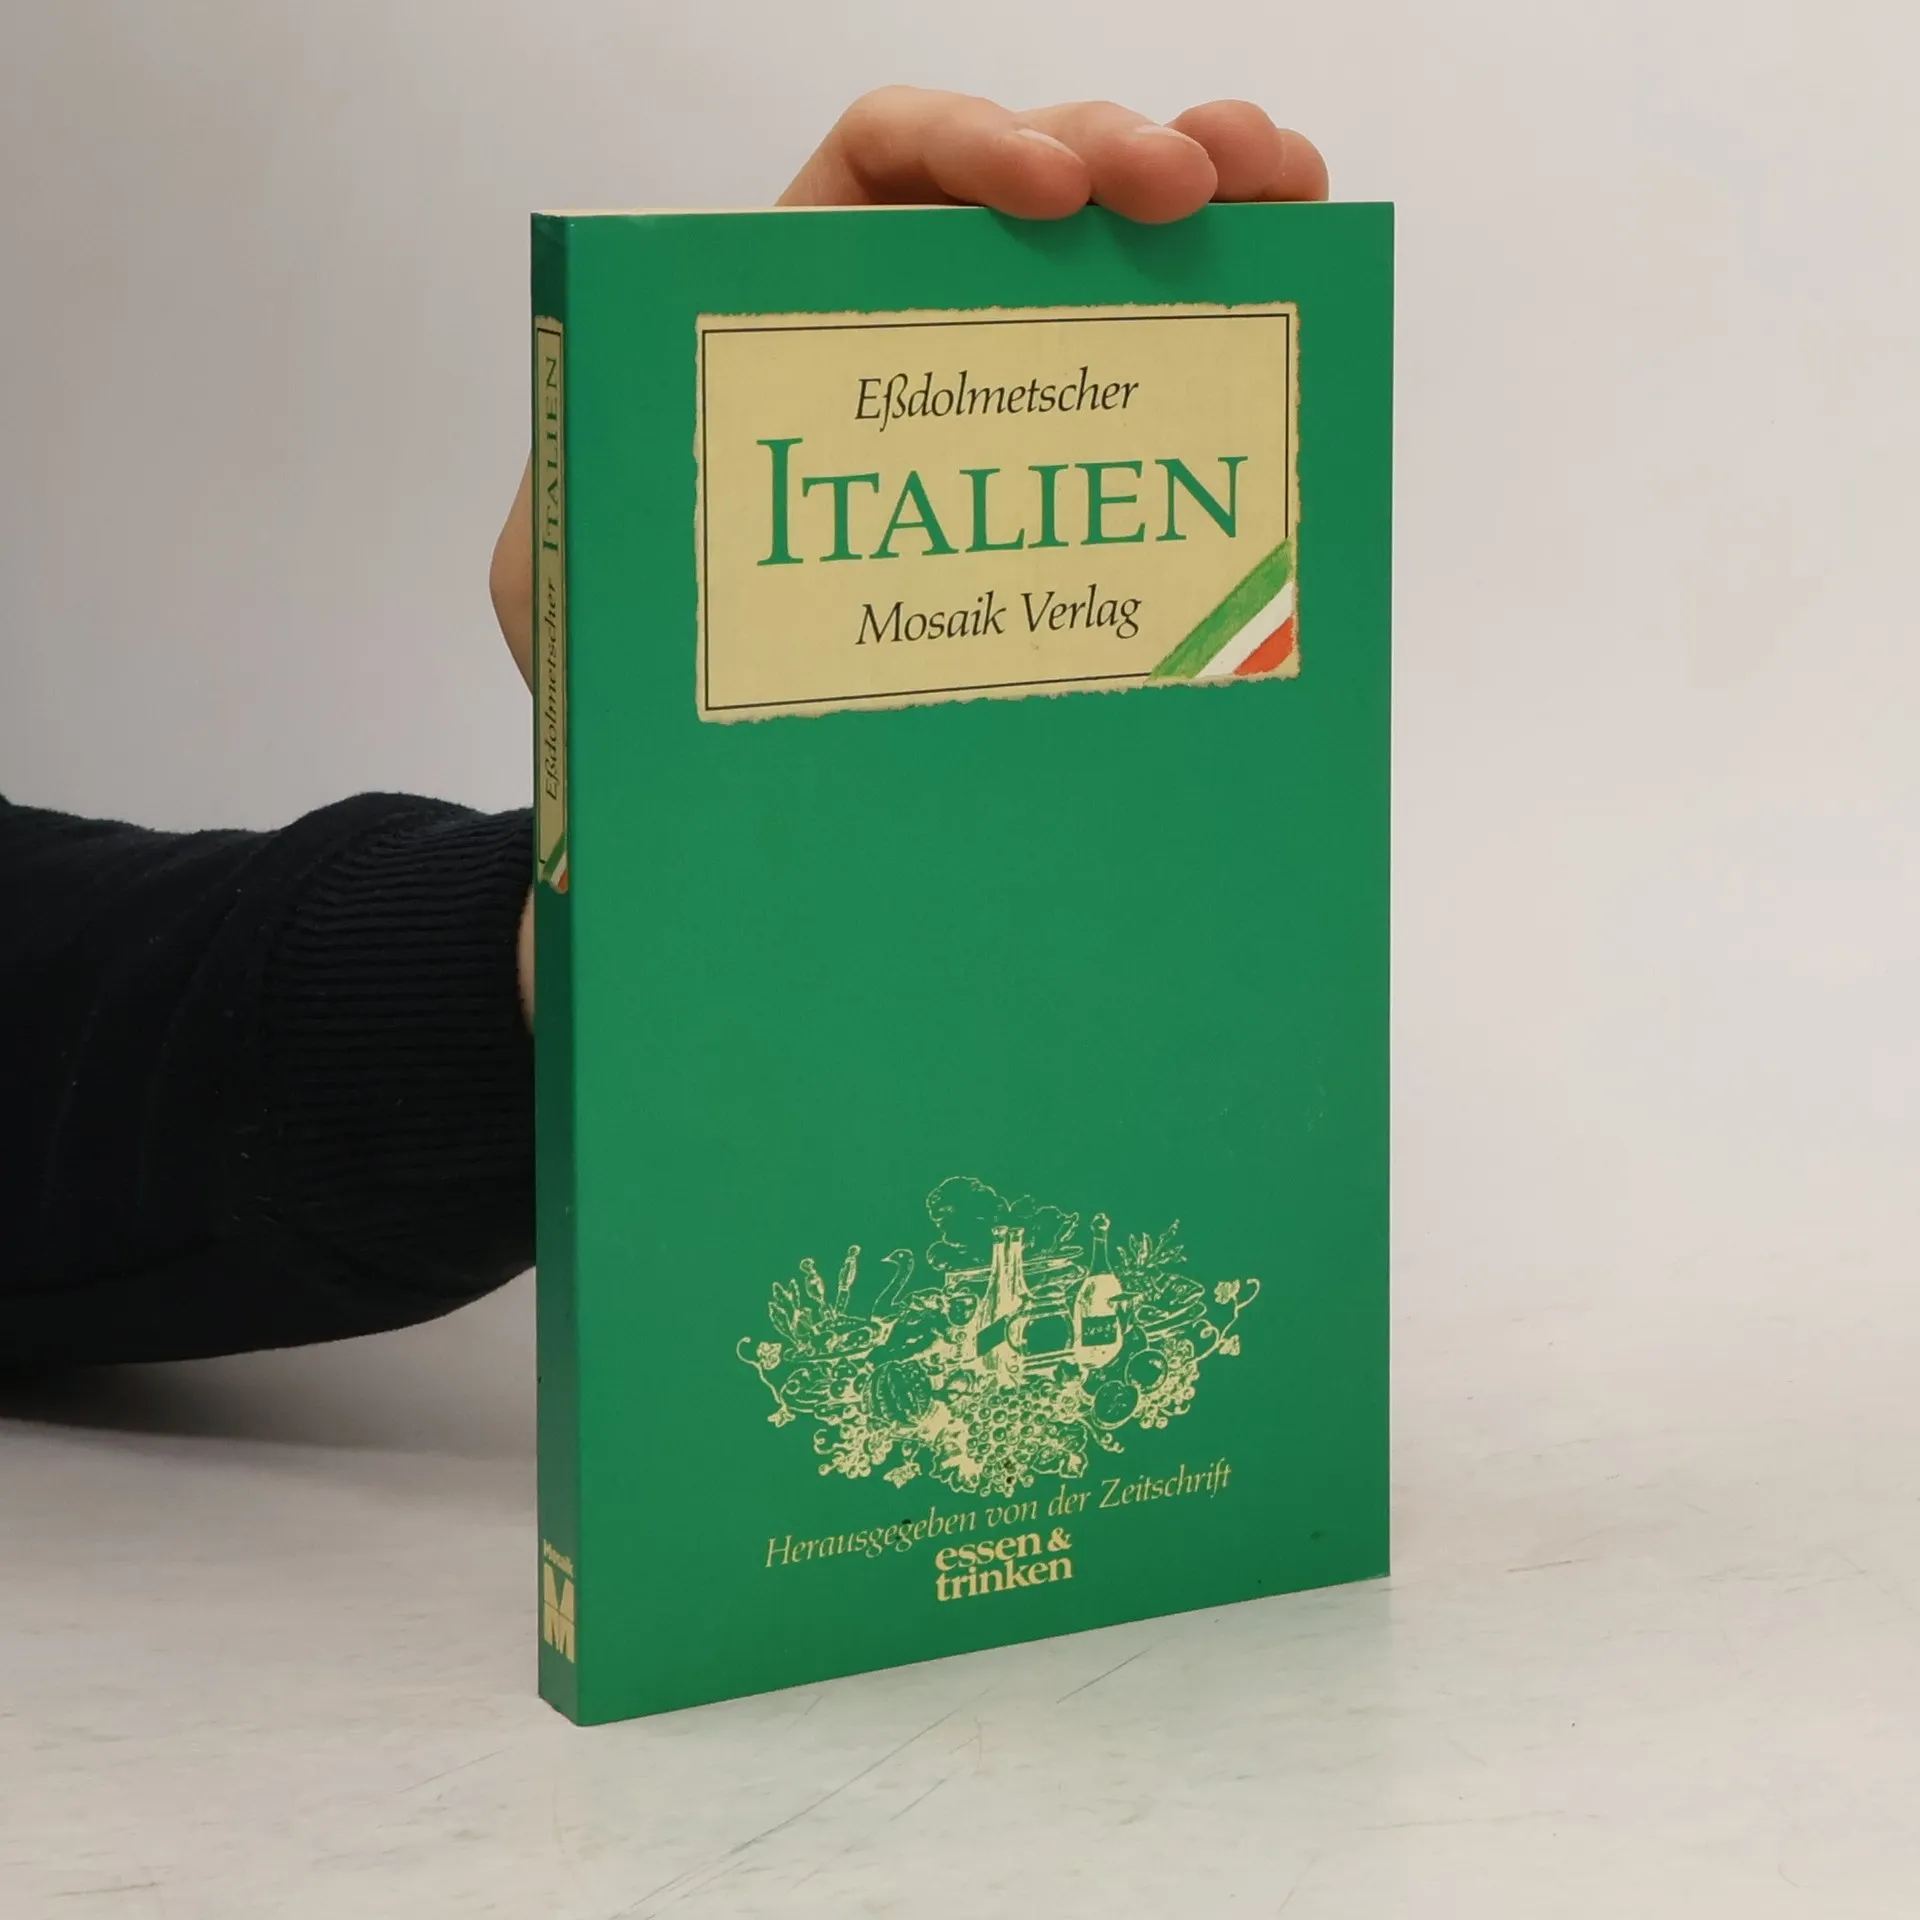 Eßdolmetscher
ITALIEN
Mosaik Verlag
Herausgegeben von der Zeitschrift
essen &
trinken
Eßdolmetscher ITALIEN
Mosaik
M